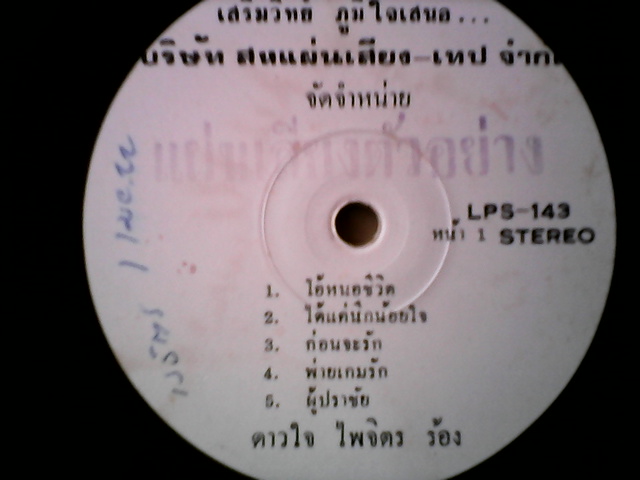 เสริมวิทย์ ภูมิใจเสนอ...
บริษัท สหแผ่นเสียง-เทป จำกั
จัดจำหน่าย
แผ่นเสียงตัวอย่าง
LPS-143
หน้า 1 STEREO
1. โอ้หนอชีวิต
2. ได้แค่นึกน้อยใจ
3. ก่อนจะรัก
4. พ่ายเกมรัก
5. ผู้ปราชัย
ดาวใจ ไพจิตร ร้อง